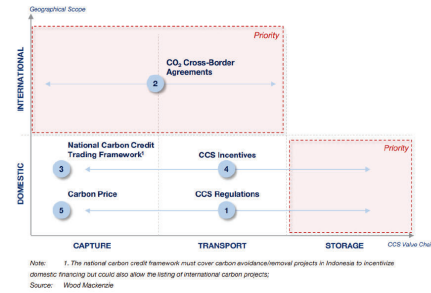 Geographical Scope
INTERNATIONAL
DOMESTIC
Priority
CO₂ Cross-Border
Agreements
2
National Carbon Credit
Trading Framework¹
3
CCS Incentives
4
Carbon Price
5
CCS Regulations
1
Priority
CAPTURE
TRANSPORT
STORAGE
CCS Value Chai
Note: 1. The national carbon credit framework must cover carbon avoidance/removal projects in Indonesia to incentivize
domestic financing but could also allow the listing of international carbon projects;
Source: Wood Mackenzie